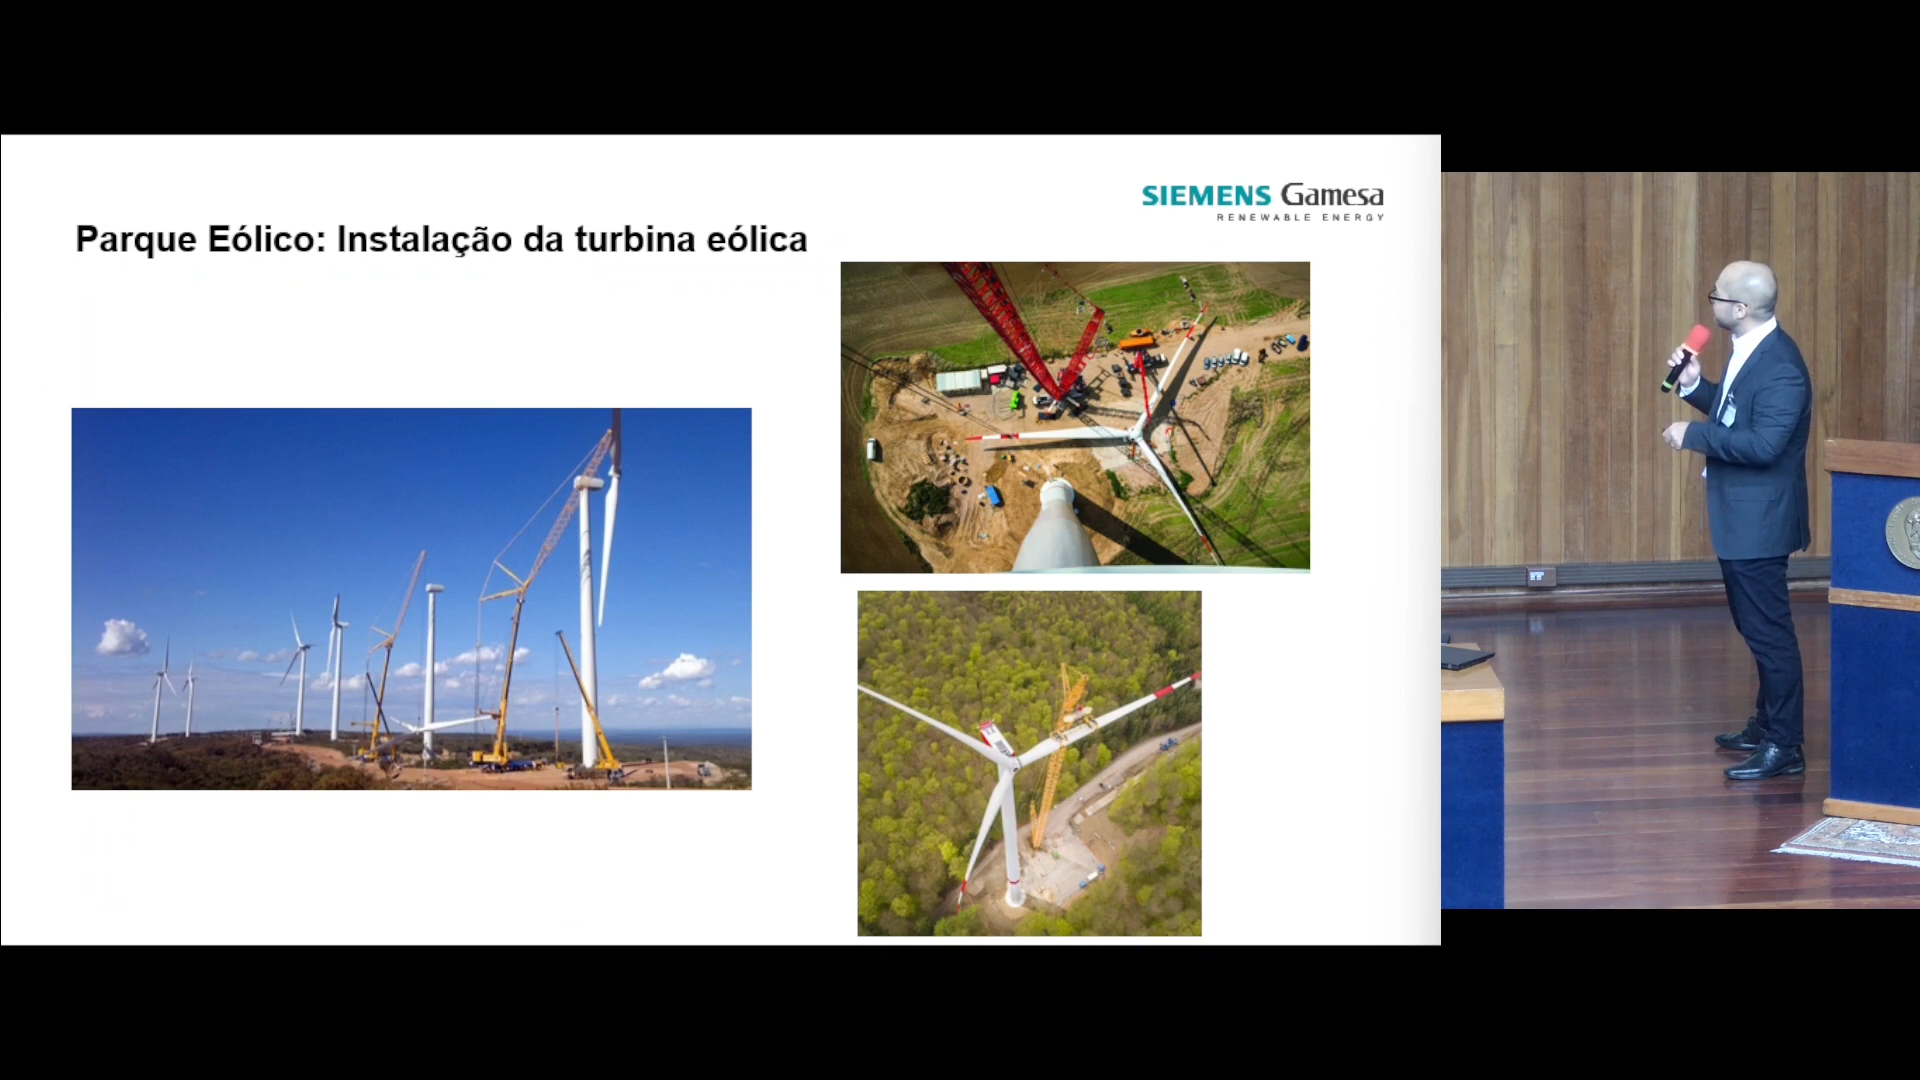 SIEMENS Gamesa
RENEWABLE ENERGY
Parque Eólico: Instalação da turbina eólica